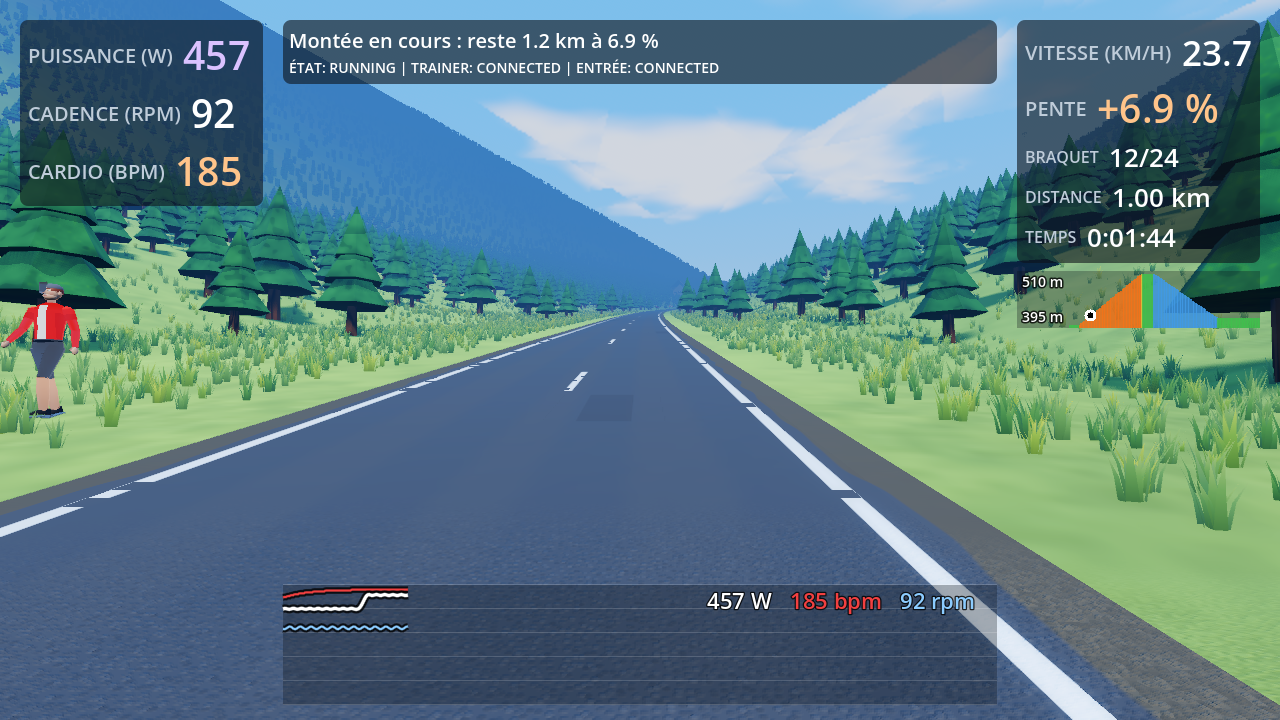 PUISSANCE (W) 457
CADENCE (RPM) 92
CARDIO (BPM) 185
Montée en cours : reste 1.2 km à 6.9 %
ÉTAT: RUNNING | TRAINER: CONNECTED | ENTRÉE: CONNECTED
VITESSE (KM/H) 23.7
PENTE +6.9 %
BRAQUET 12/24
DISTANCE 1.00 km
TEMPS 0:01:44
510 m
395 m
457 W 185 bpm 92 rpm